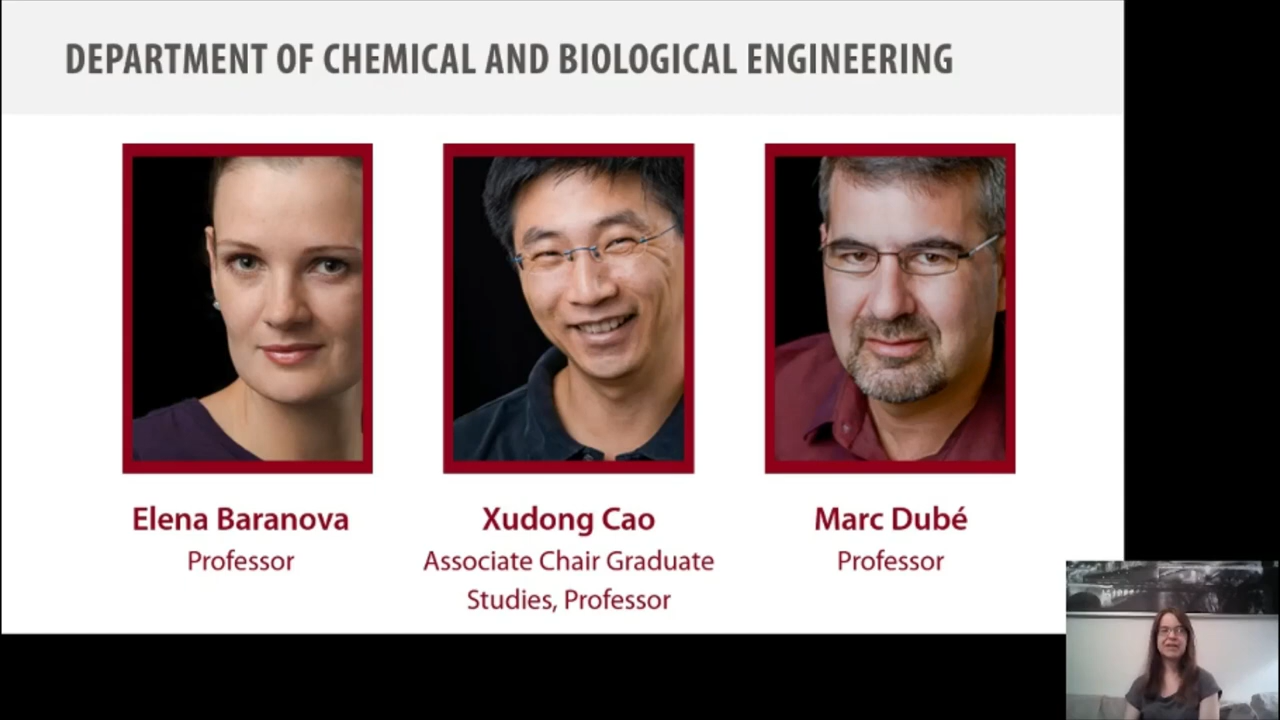 DEPARTMENT OF CHEMICAL AND BIOLOGICAL ENGINEERING
Elena Baranova
Professor
Xudong Cao
Associate Chair Graduate
Studies, Professor
Marc Dubé
Professor